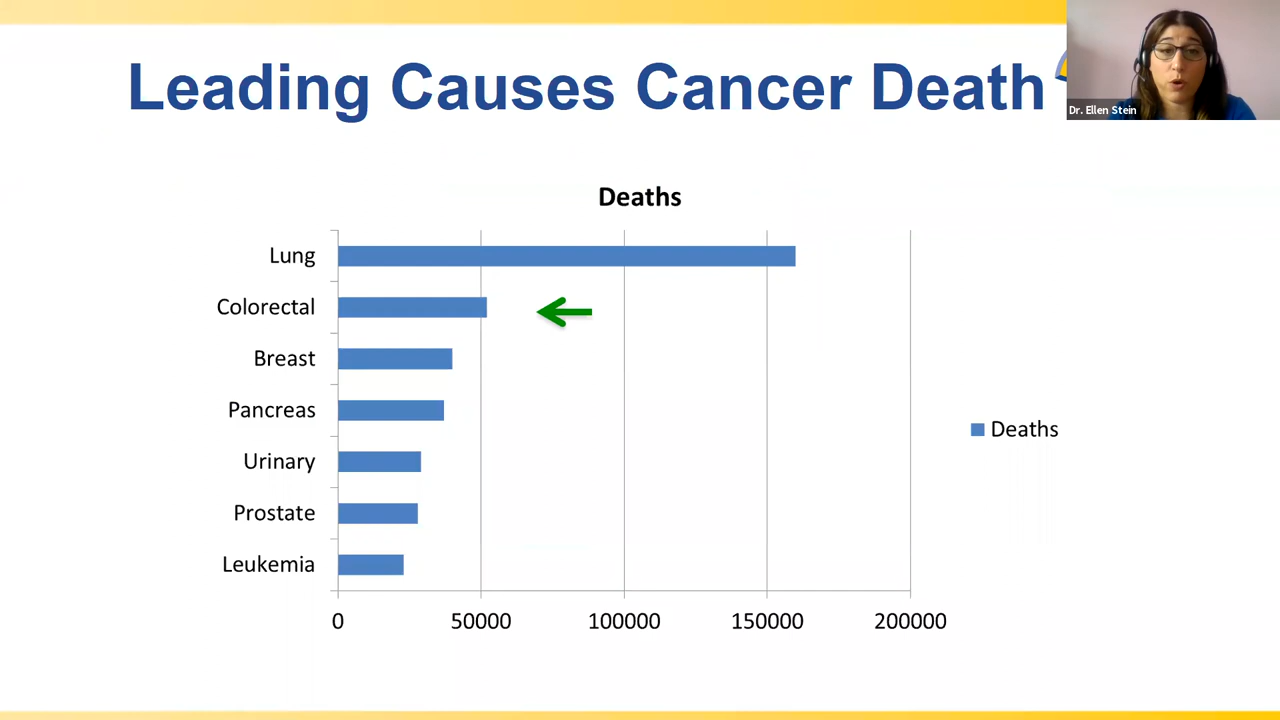 Leading Causes Cancer Death
Dr. Ellen Stein
Deaths
Lung
Colorectal
Breast
Pancreas
Urinary
Prostate
Leukemia
Deaths
0 50000 100000 150000 200000